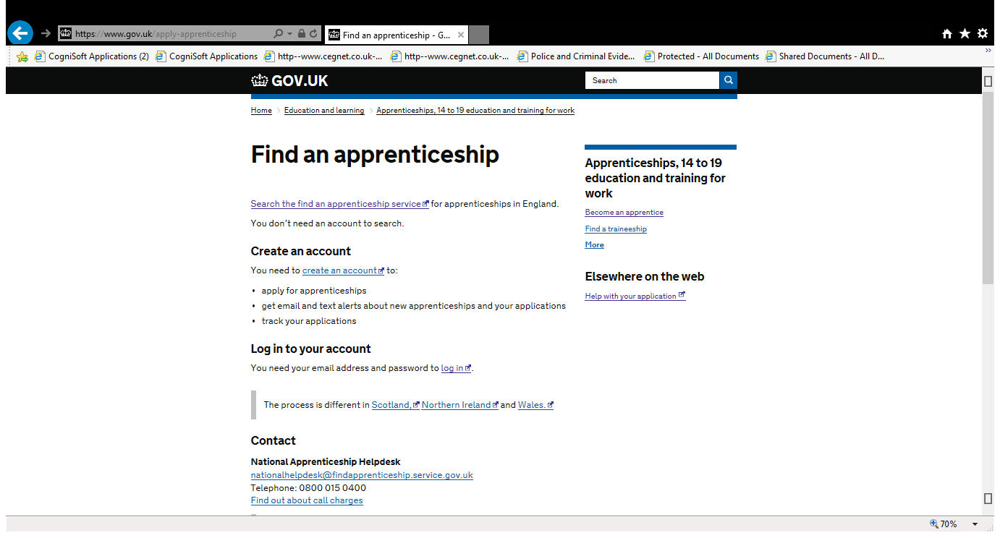 https://www.gov.uk/apply-apprenticeship
Find an apprenticeship - G...
CogniSoft Applications (2) CogniSoft Applications http--www.cegnet.co.uk-... http--www.cegnet.co.uk-... Police and Criminal Evide... Protected - All Documents Shared Documents - All D...
GOV.UK
Search
Home Education and learning Apprenticeships, 14 to 19 education and training for work
Find an apprenticeship
Search the find an apprenticeship service for apprenticeships in England.
You don't need an account to search.
Create an account
You need to create an account to:
• apply for apprenticeships
• get email and text alerts about new apprenticeships and your applications
• track your applications
Log in to your account
You need your email address and password to log in.
The process is different in Scotland, Northern Ireland and Wales.
Contact
National Apprenticeship Helpdesk
nationalhelpdesk@findapprenticeship.service.gov.uk
Telephone: 0800 015 0400
Find out about call charges
Apprenticeships, 14 to 19
education and training for
work
Become an apprentice
Find a traineeship
More
Elsewhere on the web
Help with your application
70%